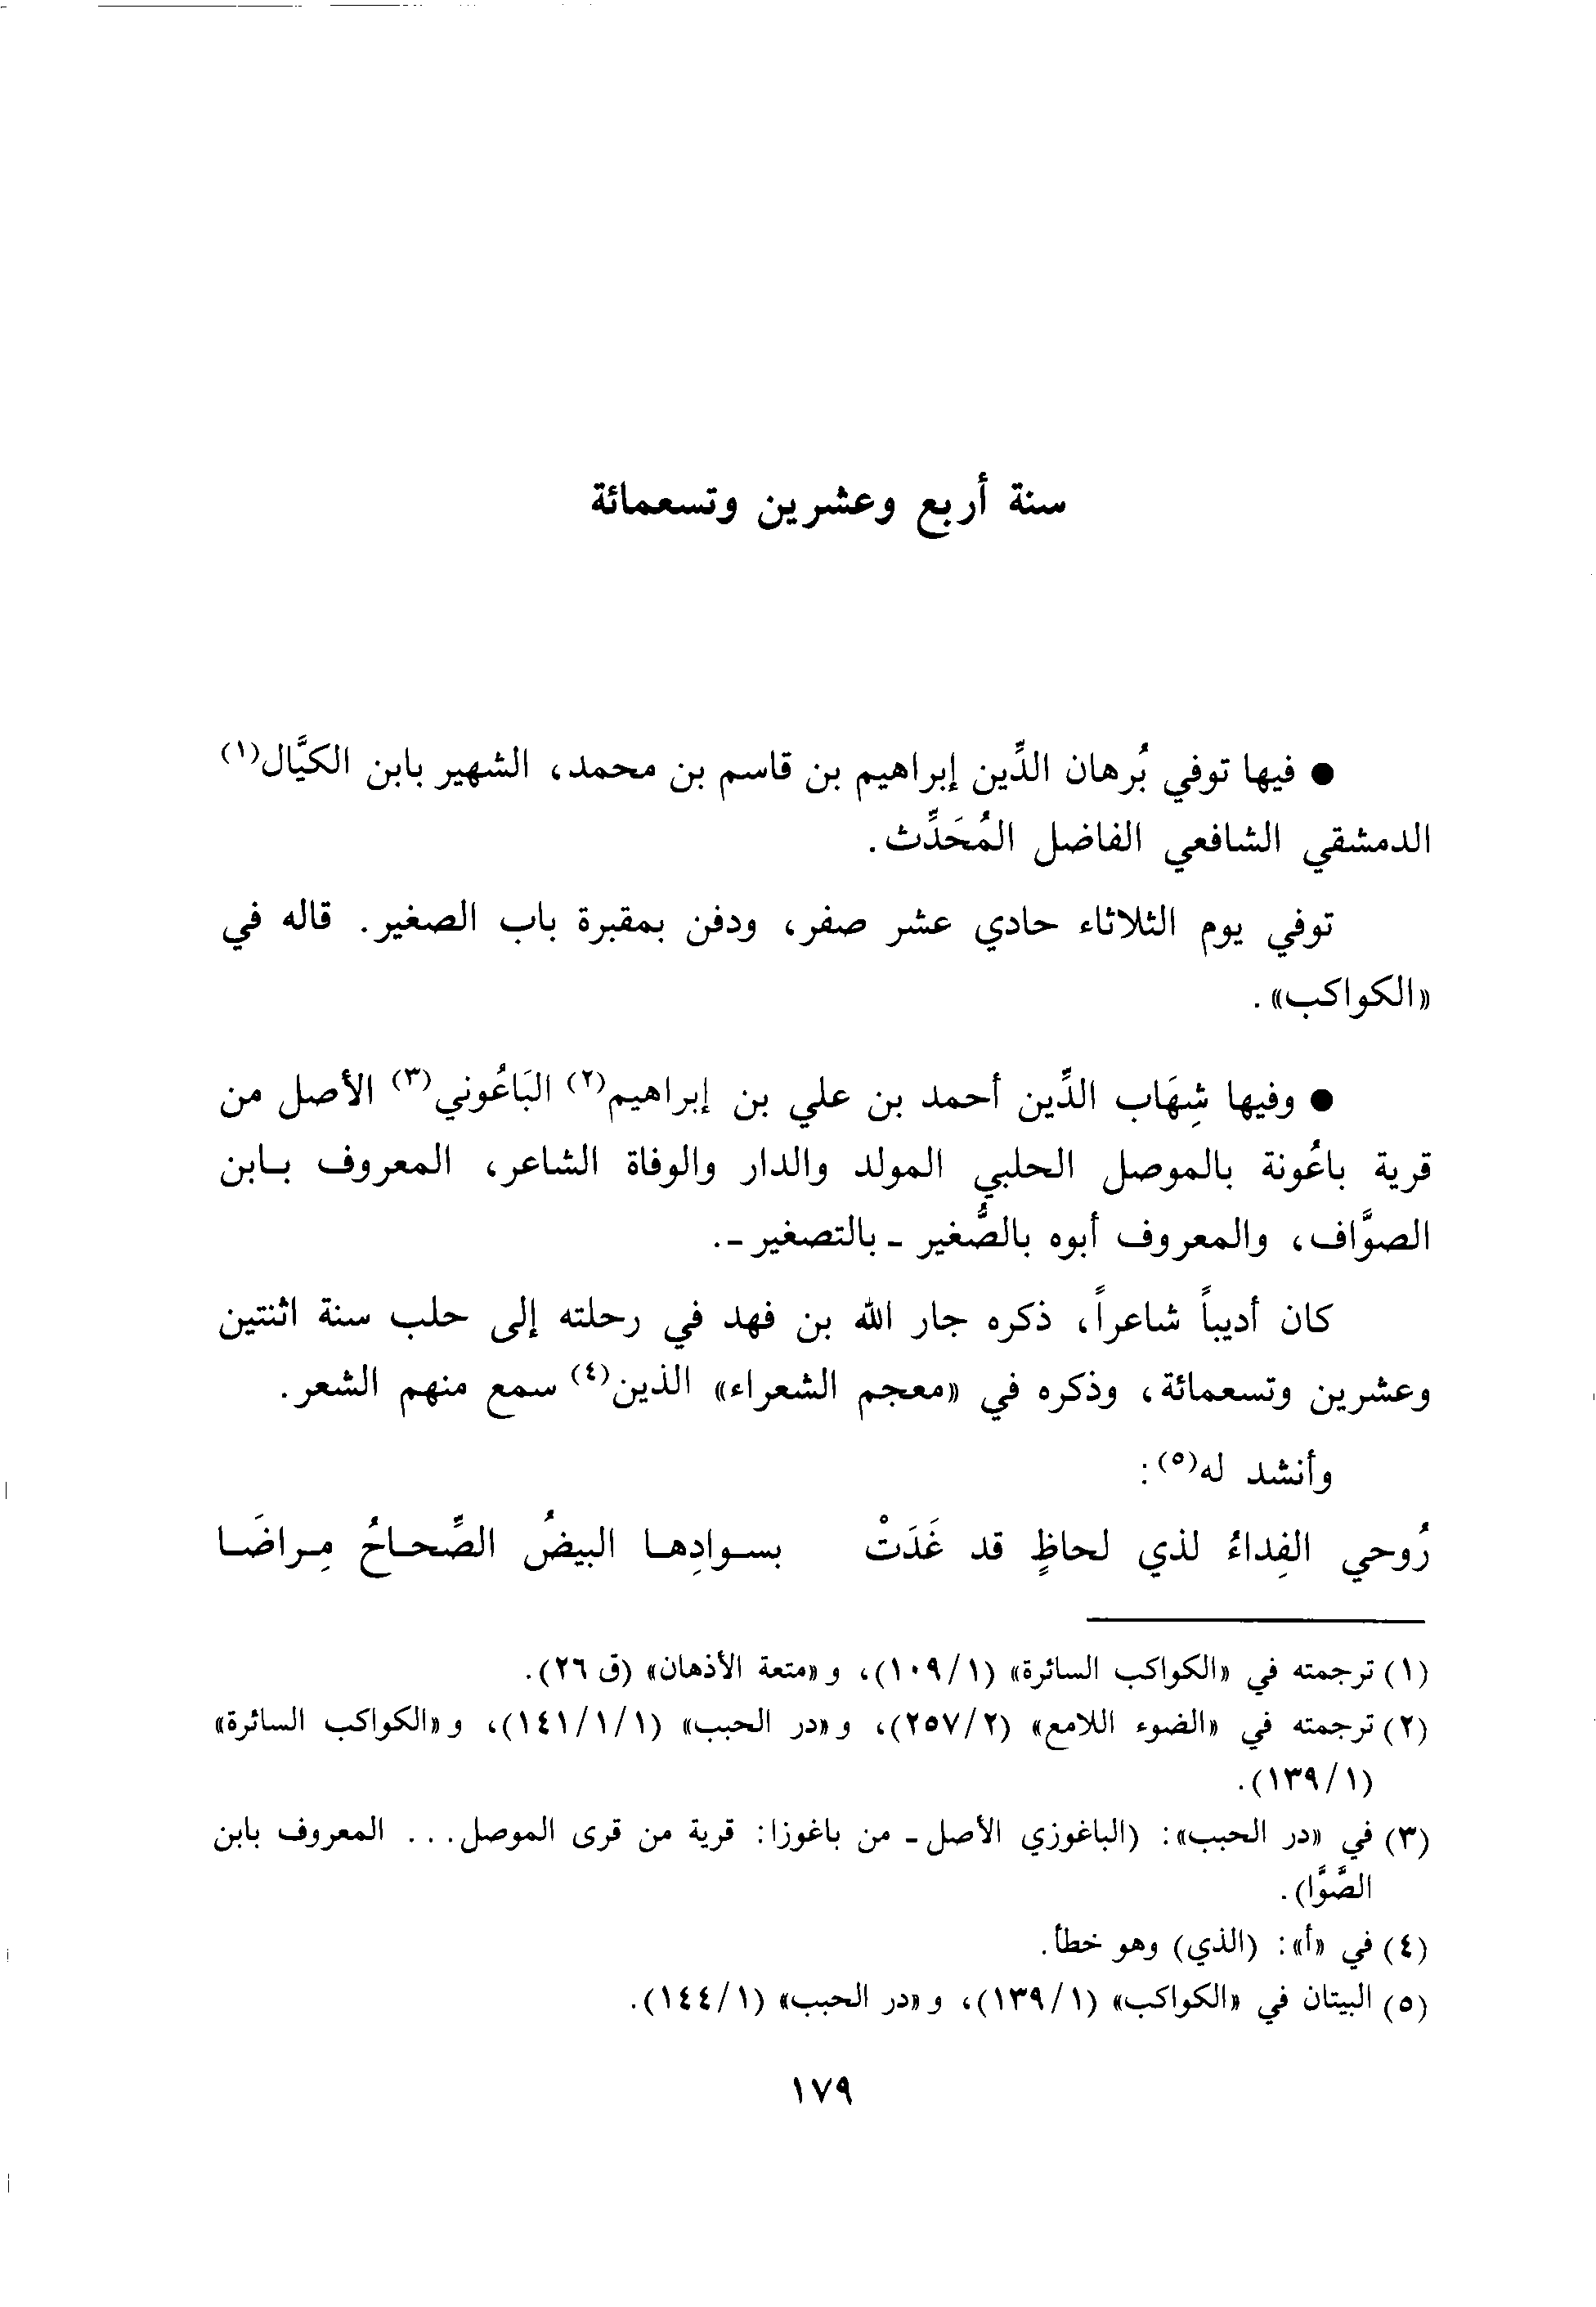 سنة أربع وعشرين وتسعمائة
● فيها توفي بُرهان الدِّين إبراهيم بن قاسم بن محمد، الشهير بابن الكيَّال(١)
الدمشقي الشافعي الفاضل المُحَدِّث.
توفي يوم الثلاثاء حادي عشر صفر، ودفن بمقبرة باب الصغير. قاله في
«الكواكب».
● وفيها شِهَاب الدِّين أحمد بن علي بن إبراهيم(٢) البَاعُوني(٣) الأصل من
قرية باعُونة بالموصل الحلبي المولد والدار والوفاة الشاعر، المعروف بـابن
الصوَّاف، والمعروف أبوه بالصُّغير - بالتصغير -.
كان أديباً شاعراً، ذكره جار الله بن فهد في رحلته إلى حلب سنة اثنتين
وعشرين وتسعمائة، وذكره في «معجم الشعراء» الذين(٤) سمع منهم الشعر.
وأنشد له(٥):
رُوحي الفِداءُ لذي لحاظٍ قد غَدَتْ بسـوادِهـا البيضُ الصِّحـاحُ مِـراضَـا
(١) ترجمته في «الكواكب السائرة» (١/١٠٩)، و«متعة الأذهان» (ق ٢٦).
(٢) ترجمته في «الضوء اللامع» (٢/٢٥٧)، و«در الحبب» (١/١/١٤١)، و«الكواكب السائرة»
(١/١٣٩).
(٣) في «در الحبب»: (الباغوزي الأصل - من باغوزا: قرية من قرى الموصل... المعروف بابن
الصَّوَّا).
(٤) في «أ»: (الذي) وهو خطأ.
(٥) البيتان في «الكواكب» (١/١٣٩)، و«در الحبب» (١/١٤٤).
١٧٩